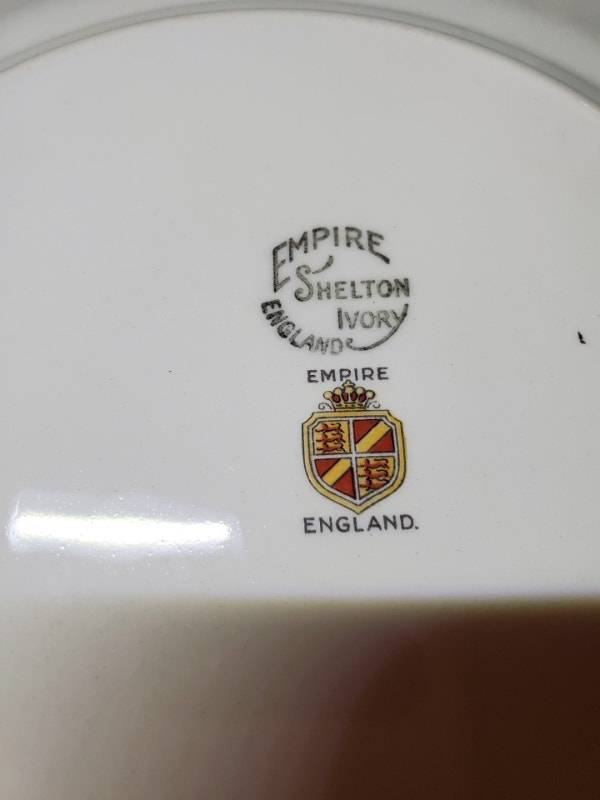 EMPIRE
SHELTON
IVORY
ENGLAND
EMPIRE
ENGLAND.